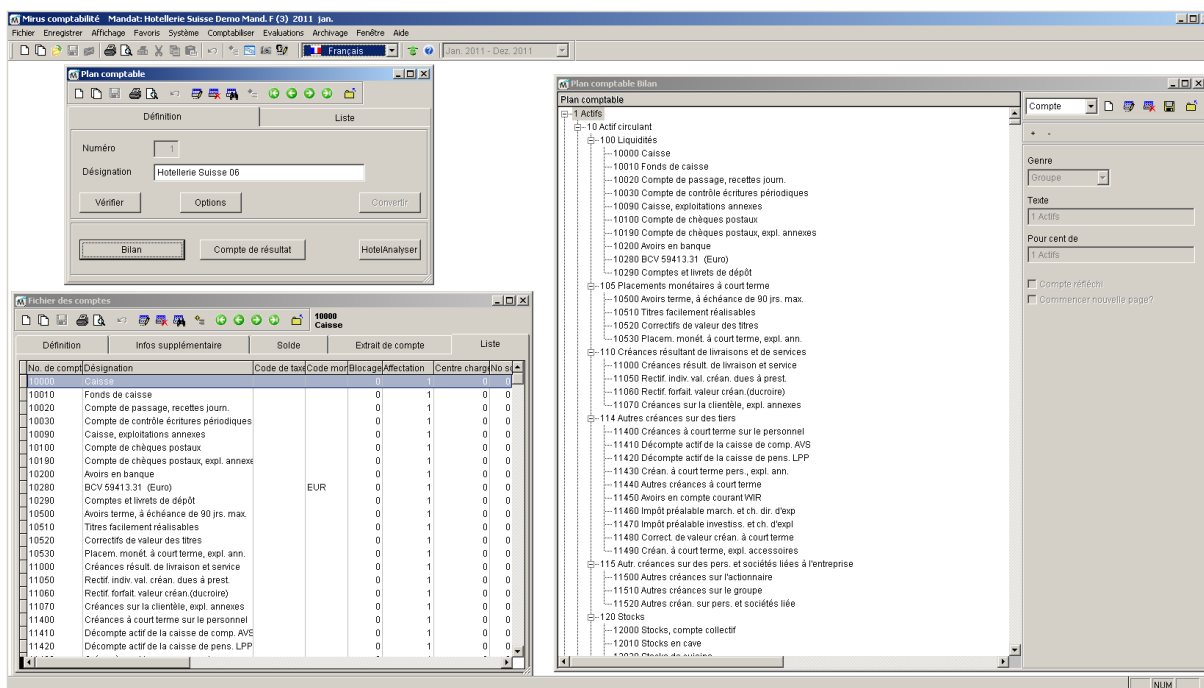 Mirus comptabilité Mandat: Hotellerie Suisse Demo Mand. F (3) 2011 jan.
Fichier Enregistrer Affichage Favoris Système Comptabiliser Evaluations Archivage Fenêtre Aide
Français Jan. 2011 - Dez. 2011
Plan comptable
Définition Liste
Numéro 1
Désignation Hotellerie Suisse 06
Vérifier Options Convertir
Bilan Compte de résultat HotelAnalyser
Fichier des comptes
10000
Caisse
Définition Infos supplémentaire Solde Extrait de compte Liste
No. de compt Désignation Code de taxe Code mon Blocage Affectation Centre charge No so
10000 Caisse 0 1 0 0
10010 Fonds de caisse 0 1 0 0
10020 Compte de passage, recettes journ. 0 1 0 0
10030 Compte de contrôle écritures périodiques 0 1 0 0
10090 Caisse, exploitations annexes 0 1 0 0
10100 Compte de chèques postaux 0 1 0 0
10190 Compte de chèques postaux, expl. annexe 0 1 0 0
10200 Avoirs en banque 0 1 0 0
10280 BCV 59413.31 (Euro) EUR 0 1 0 0
10290 Comptes et livrets de dépôt 0 1 0 0
10500 Avoirs terme, á échéance de 90 jrs. max. 0 1 0 0
10510 Titres facilement réalisables 0 1 0 0
10520 Correctifs de valeur des titres 0 1 0 0
10530 Placem. monét. à court terme, expl. ann. 0 1 0 0
11000 Créances résult. de livraison et service 0 1 0 0
11050 Rectif. indiv. val. créan. dues à prest. 0 1 0 0
11060 Rectif. forfait. valeur créan.(ducroire) 0 1 0 0
11070 Créances sur la clientèle, expl. annexes 0 1 0 0
11400 Créances à court terme sur le personnel 0 1 0 0
11410 Décompte actif de la caisse de comp. AVS 0 1 0 0
11420 Décompte actif de la caisse de pens. LPP 0 1 0 0
Plan comptable Bilan
Plan comptable
1 Actifs
10 Actif circulant
100 Liquidités
10000 Caisse
10010 Fonds de caisse
10020 Compte de passage, recettes journ.
10030 Compte de contrôle écritures périodiques
10090 Caisse, exploitations annexes
10100 Compte de chèques postaux
10190 Compte de chèques postaux, expl. annexes
10200 Avoirs en banque
10280 BCV 59413.31 (Euro)
10290 Comptes et livrets de dépôt
105 Placements monétaires à court terme
10500 Avoirs terme, á échéance de 90 jrs. max.
10510 Titres facilement réalisables
10520 Correctifs de valeur des titres
10530 Placem. monét. à court terme, expl. ann.
110 Créances résultant de livraisons et de services
11000 Créances résult. de livraison et service
11050 Rectif. indiv. val. créan. dues à prest.
11060 Rectif. forfait. valeur créan.(ducroire)
11070 Créances sur la clientèle, expl. annexes
114 Autres créances sur des tiers
11400 Créances à court terme sur le personnel
11410 Décompte actif de la caisse de comp. AVS
11420 Décompte actif de la caisse de pens. LPP
11430 Créan. à court terme pers., expl. ann.
11440 Autres créances à court terme
11450 Avoirs en compte courant WIR
11460 Impôt préalable march. et ch. dir. d'exp
11470 Impôt préalable investiss. et ch. d'expl
11480 Correct. de valeur créan. à court terme
11490 Créan. à court terme, expl. accessoires
115 Autr. créances sur des pers. et sociétés liées à l'entreprise
11500 Autres créances sur l'actionnaire
11510 Autres créances sur le groupe
11520 Autres créan. sur pers. et sociétés liée
120 Stocks
12000 Stocks, compte collectif
12010 Stocks en cave
12020 Stocks de cuisine
Compte
+ -
Genre
Groupe
Texte
1 Actifs
Pour cent de
1 Actifs
Compte réfléchi
Commencer nouvelle page?
NUM